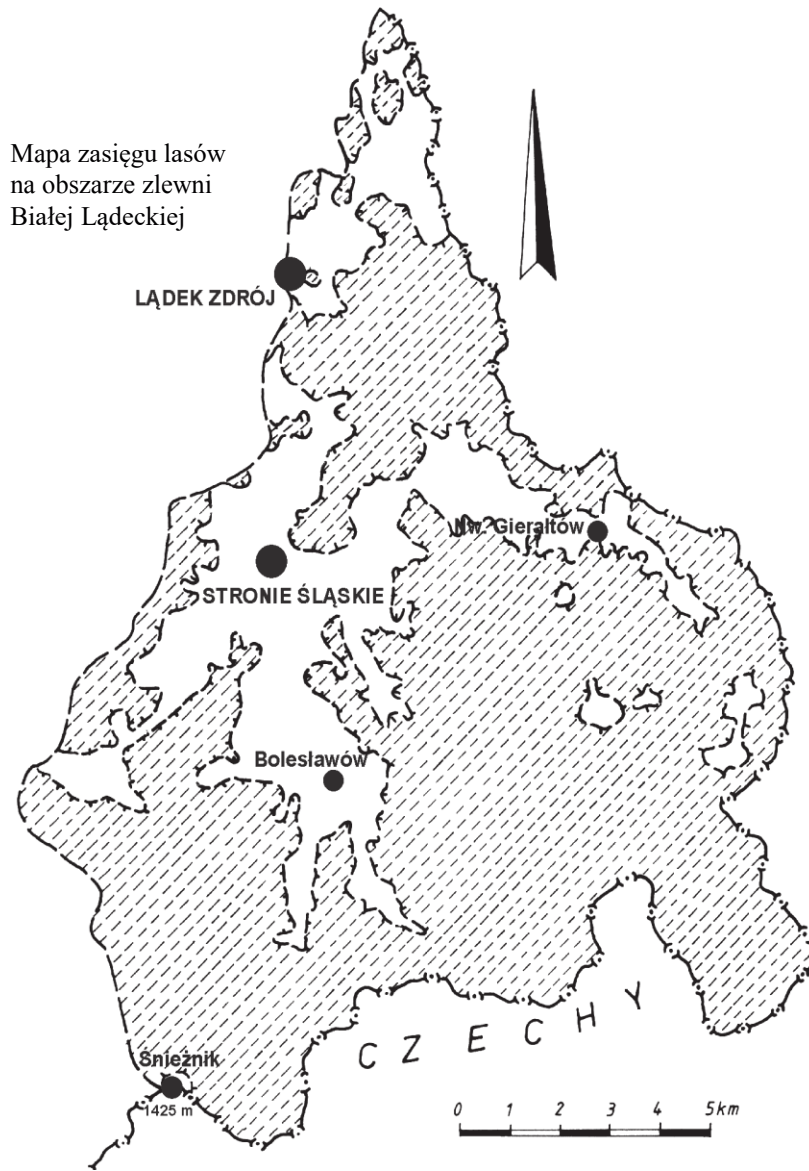 Mapa zasięgu lasów
na obszarze zlewni
Białej Lądeckiej
LĄDEK ZDRÓJ
Nw. Gierałtów
STRONIE ŚLĄSKIE
Bolesławów
CZECHY
Śnieżnik
1425 m
0 1 2 3 4 5km